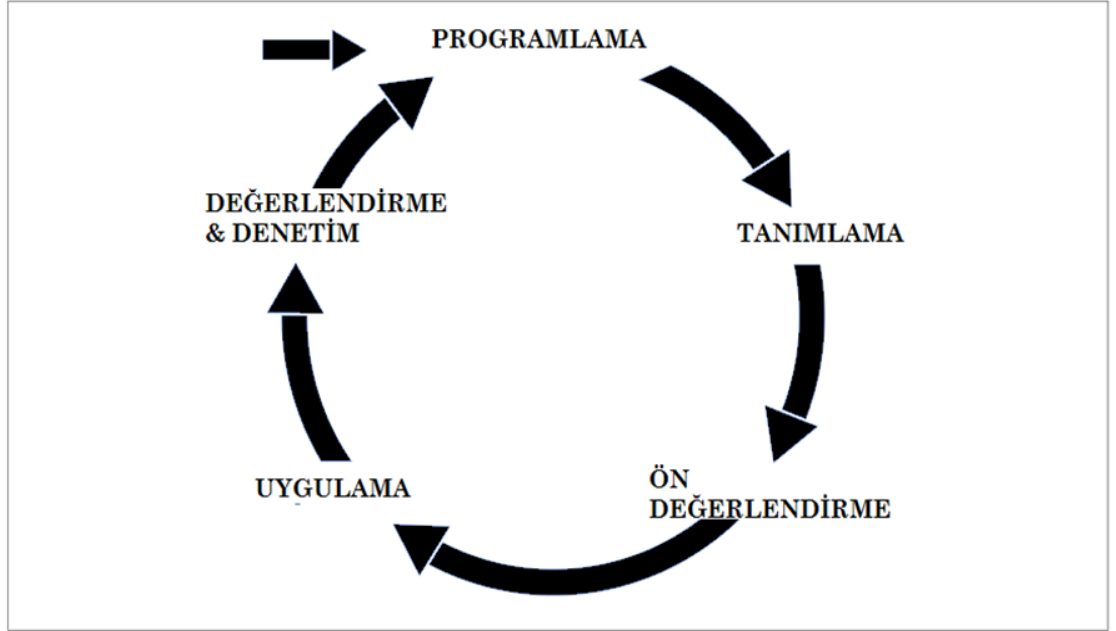 PROGRAMLAMA
DEĞERLENDİRME
& DENETİM
TANIMLAMA
ÖN
DEĞERLENDİRME
UYGULAMA